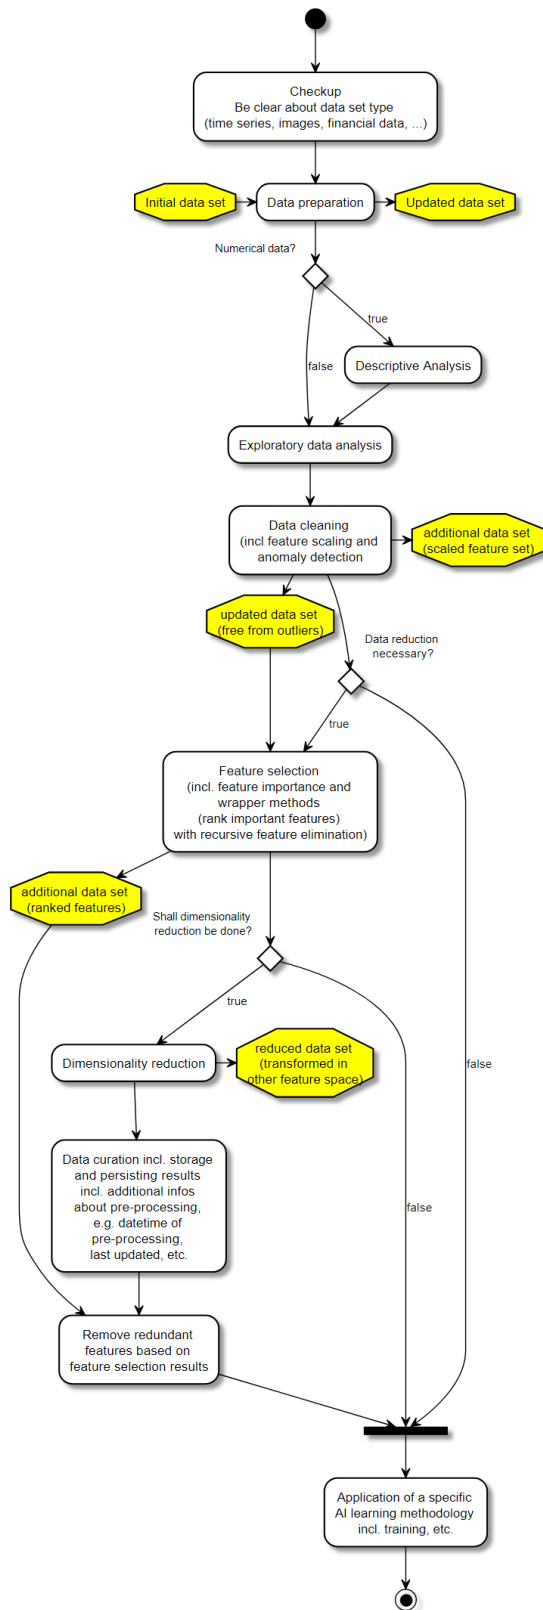 Checkup
Be clear about data set type
(time series, images, financial data, ...)
Initial data set
Data preparation
Updated data set
Numerical data?
true
false
Descriptive Analysis
Exploratory data analysis
Data cleaning
(incl feature scaling and
anomaly detection
additional data set
(scaled feature set)
updated data set
(free from outliers)
Data reduction
necessary?
true
Feature selection
(incl. feature importance and
wrapper methods
(rank important features)
with recursive feature elimination)
additional data set
(ranked features)
Shall dimensionality
reduction be done?
true
Dimensionality reduction
reduced data set
(transformed in
other feature space)
false
Data curation incl. storage
and persisting results
incl. additional infos
about pre-processing,
e.g. datetime of
pre-processing,
last updated, etc.
false
Remove redundant
features based on
feature selection results
Application of a specific
AI learning methodology
incl. training, etc.